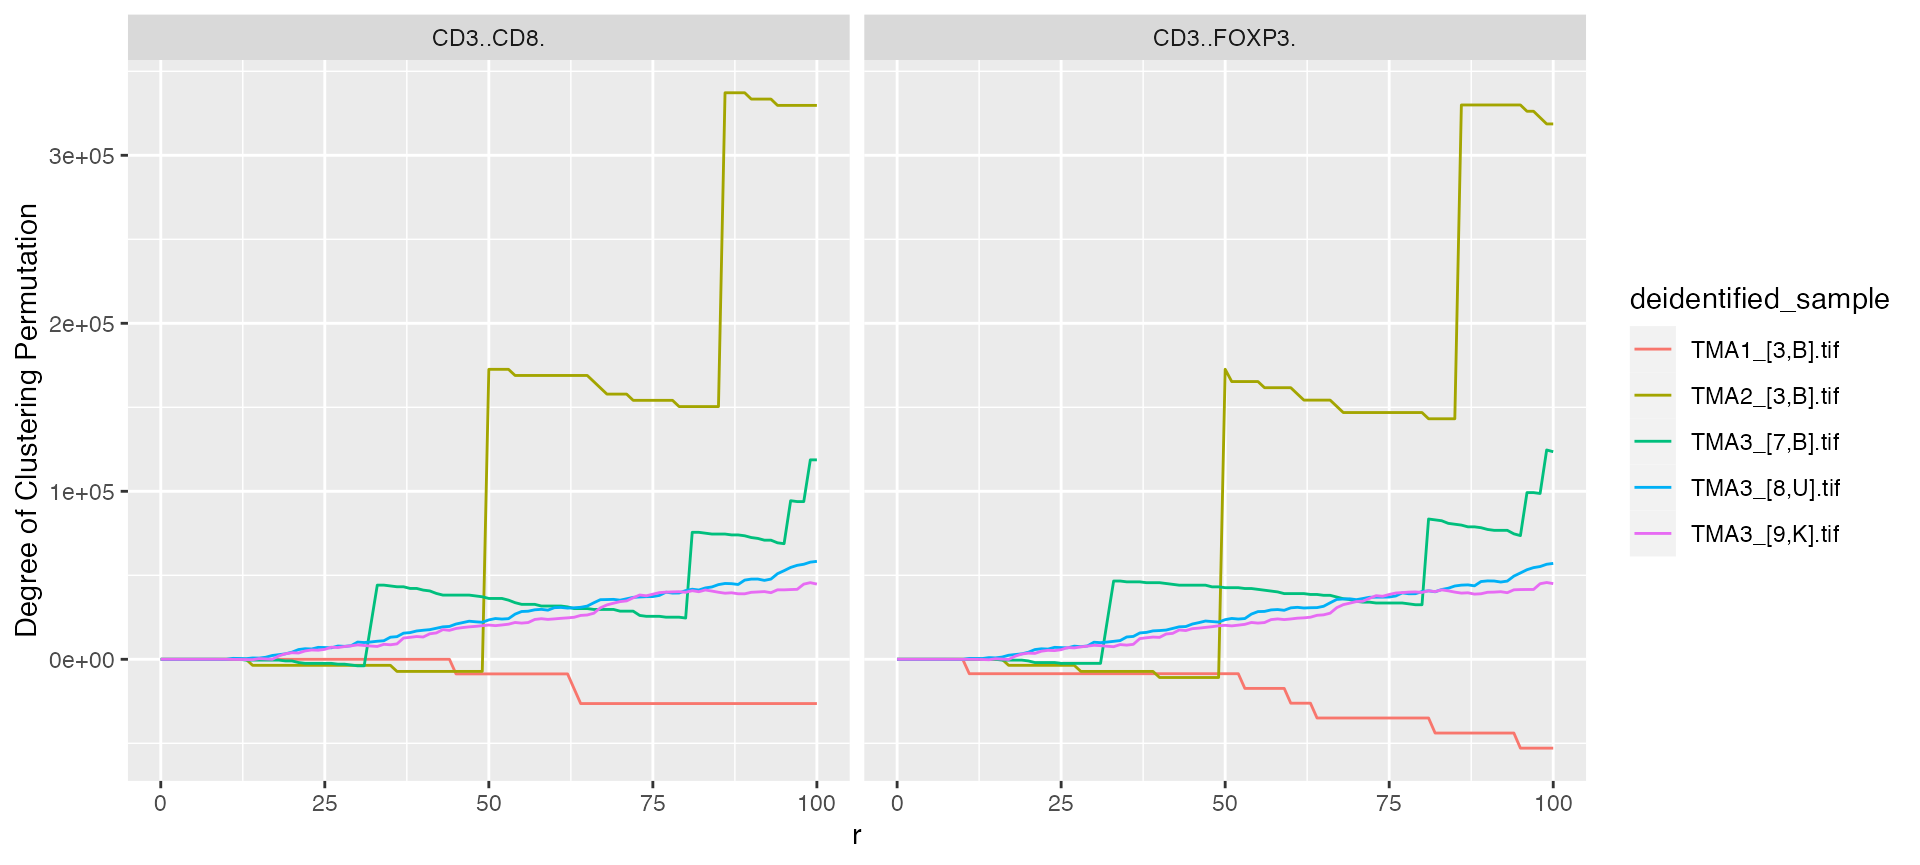 CD3..CD8.
CD3..FOXP3.
Degree of Clustering Permutation
3e+05
2e+05
1e+05
0e+00
0 25 50 75 100
0 25 50 75 100
r
deidentified_sample
TMA1_[3,B].tif
TMA2_[3,B].tif
TMA3_[7,B].tif
TMA3_[8,U].tif
TMA3_[9,K].tif